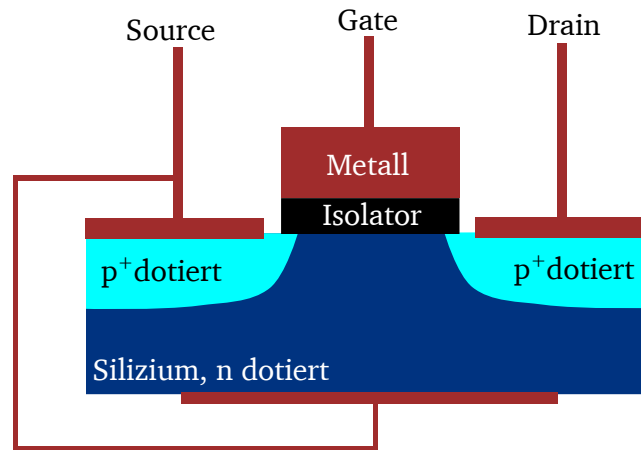 Source
Gate
Drain
Metall
Isolator
p⁺dotiert
p⁺dotiert
Silizium, n dotiert